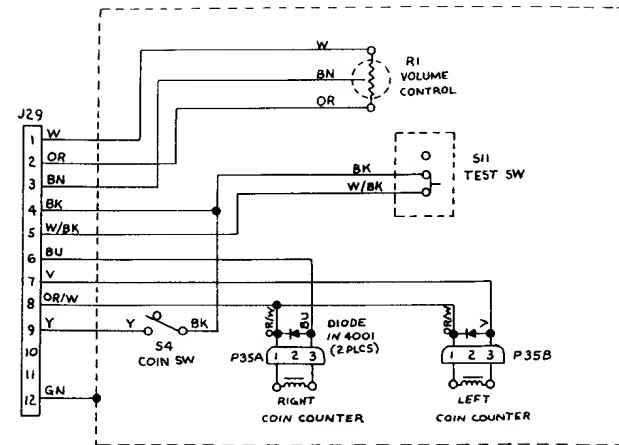 W
R1
VOLUME
CONTROL
BN
OR
J29
1 W
2 OR
3 BN
4 BK
5 W/BK
6 BU
7 V
8 OR/W
9 Y
10
11
12 GN
BK
W/BK
S11
TEST SW
Y
BK
S4
COIN SW
OR/W
BU
DIODE
IN 4001
(2 PLCS)
OR/W
V
P35A
1 2 3
1 2 3
P35B
RIGHT
COIN COUNTER
LEFT
COIN COUNTER